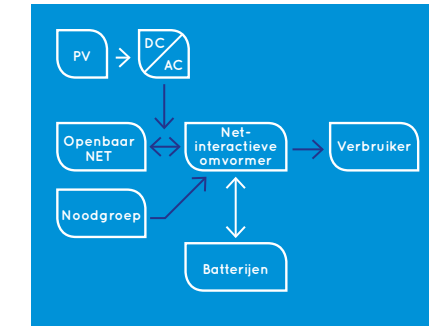 PV
DC
AC
Openbaar
NET
Net-
interactieve
omvormer
Verbruiker
Noodgroep
Batterijen